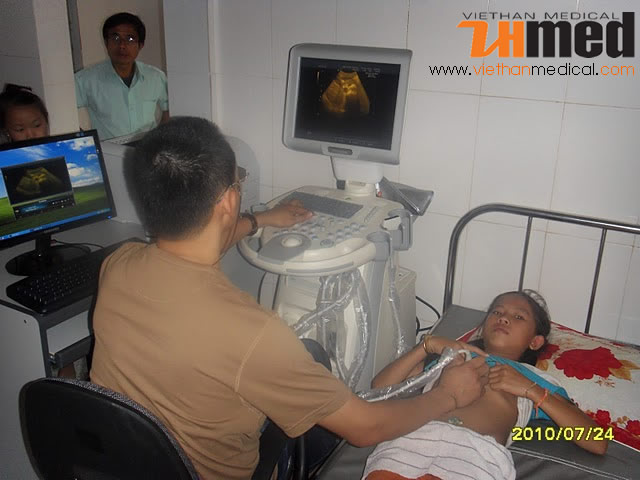 VIETHAN MEDICAL
VHmed
www.viethanmedical.com
2010/07/24